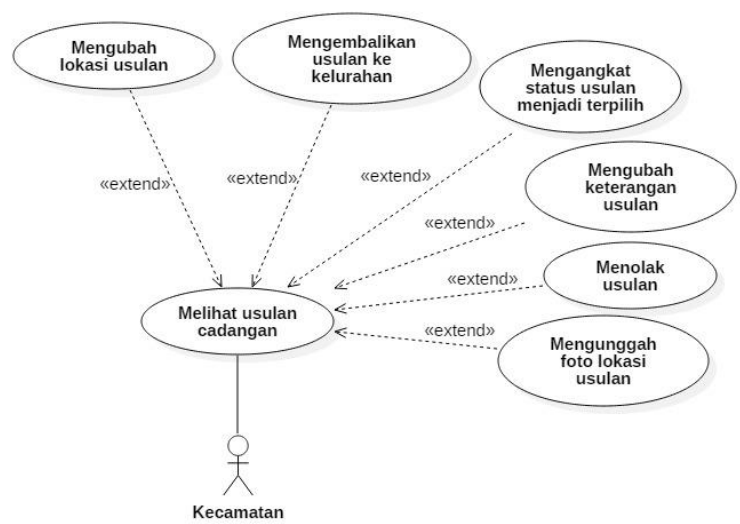 Mengubah
lokasi usulan
Mengembalikan
usulan ke
kelurahan
Mengangkat
status usulan
menjadi terpilih
«extend»
«extend»
«extend»
Mengubah
keterangan
usulan
«extend»
Menolak
usulan
«extend»
Melihat usulan
cadangan
«extend»
Mengunggah
foto lokasi
usulan
Kecamatan